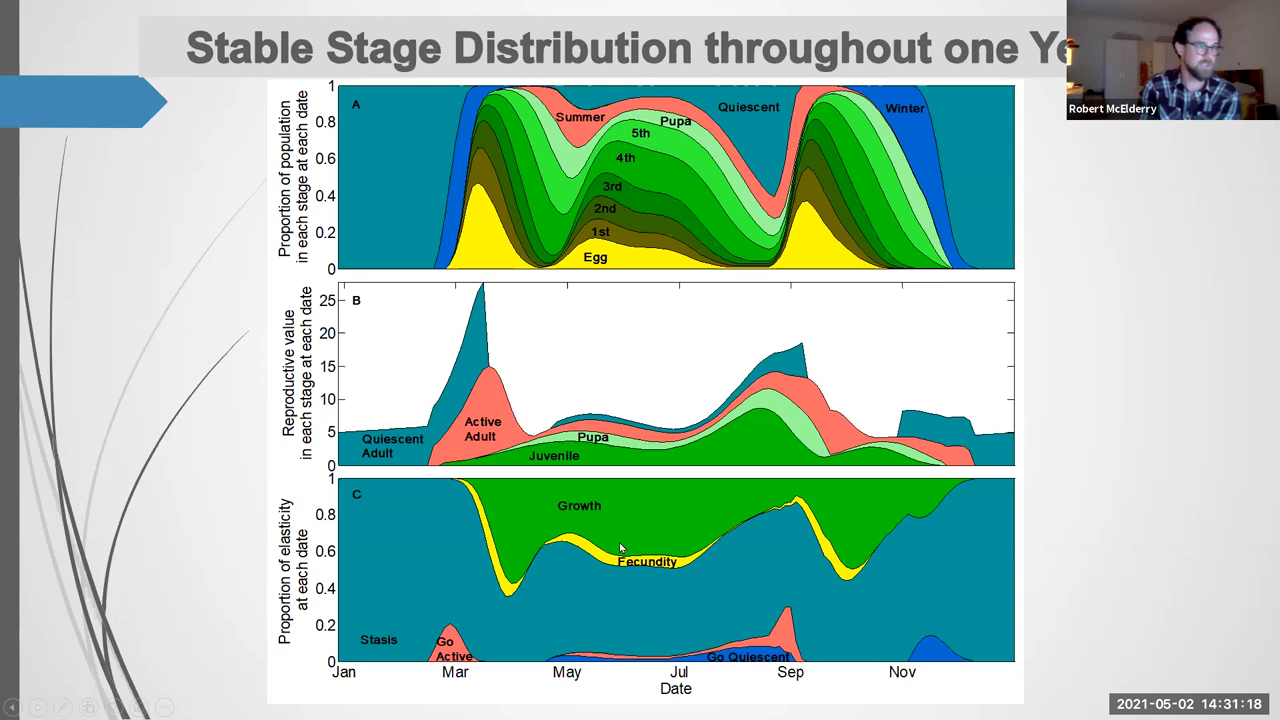 Stable Stage Distribution throughout one Ye
Robert McElderry
Proportion of population
in each stage at each date
1
0.8
0.6
0.4
0.2
0
A
Summer
Pupa
Quiescent
Winter
5th
4th
3rd
2nd
1st
Egg
Reproductive value
in each stage at each date
25
20
15
10
5
0
B
Quiescent
Adult
Active
Adult
Pupa
Juvenile
Proportion of elasticity
at each date
1
0.8
0.6
0.4
0.2
0
C
Growth
Fecundity
Stasis
Go
Active
Go Quiescent
Jan Mar May Jul Sep Nov
Date
2021-05-02 14:31:18